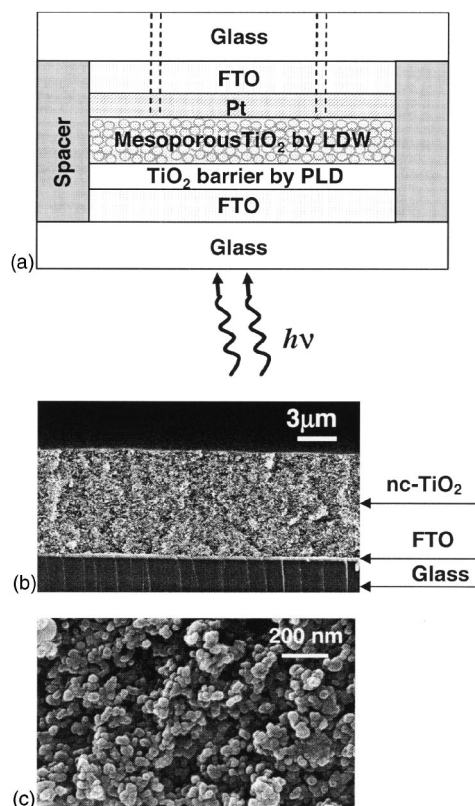 Glass
FTO
Pt
MesoporousTiO₂ by LDW
Spacer
TiO₂ barrier by PLD
FTO
Glass
(a)
hν
3μm
nc-TiO₂
FTO
Glass
(b)
200 nm
(c)